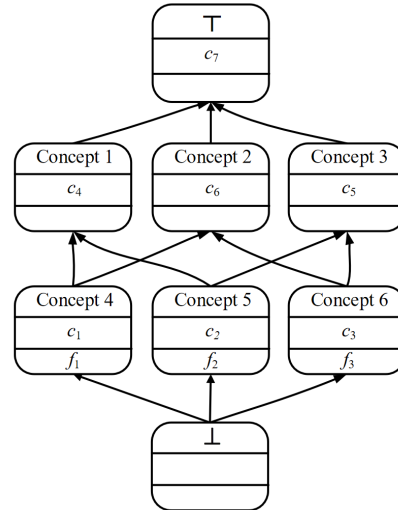 ⊤
c7
Concept 1 Concept 2 Concept 3
c4 c6 c5
Concept 4 Concept 5 Concept 6
c1 c2 c3
f1 f2 f3
⊥